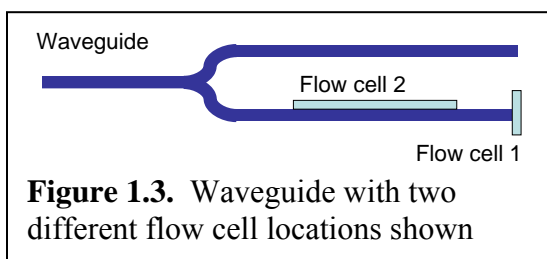 Waveguide
Flow cell 2
Flow cell 1
Figure 1.3. Waveguide with two
different flow cell locations shown